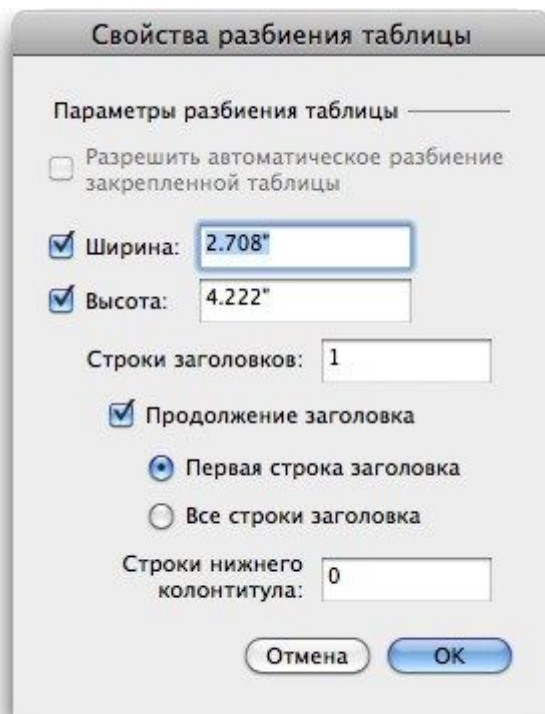 Свойства разбиения таблицы
Параметры разбиения таблицы
Разрешить автоматическое разбиение
закрепленной таблицы
Ширина: 2.708"
Высота: 4.222"
Строки заголовков: 1
Продолжение заголовка
Первая строка заголовка
Все строки заголовка
Строки нижнего
колонтитула: 0
Отмена OK